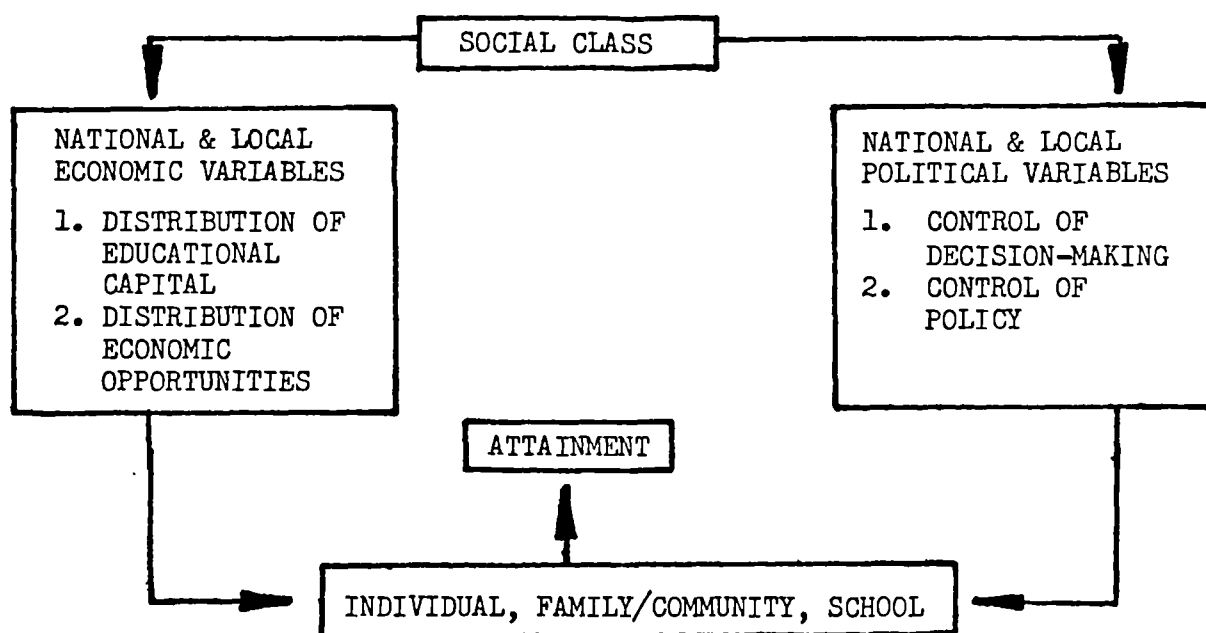 SOCIAL CLASS
NATIONAL & LOCAL
ECONOMIC VARIABLES
1. DISTRIBUTION OF
EDUCATIONAL
CAPITAL
2. DISTRIBUTION OF
ECONOMIC
OPPORTUNITIES
NATIONAL & LOCAL
POLITICAL VARIABLES
1. CONTROL OF
DECISION-MAKING
2. CONTROL OF
POLICY
ATTAINMENT
INDIVIDUAL, FAMILY/COMMUNITY, SCHOOL